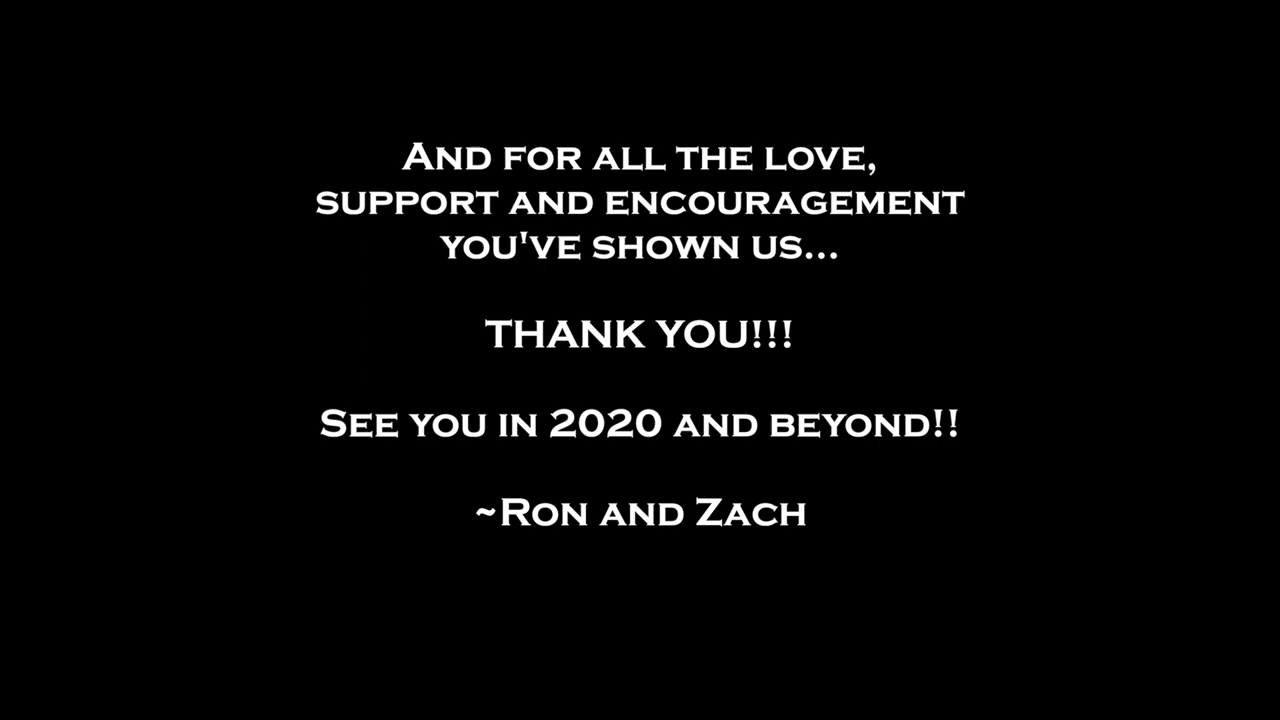 And for all the love,
support and encouragement
you've shown us...
THANK YOU!!!
See you in 2020 and beyond!!
~Ron and Zach